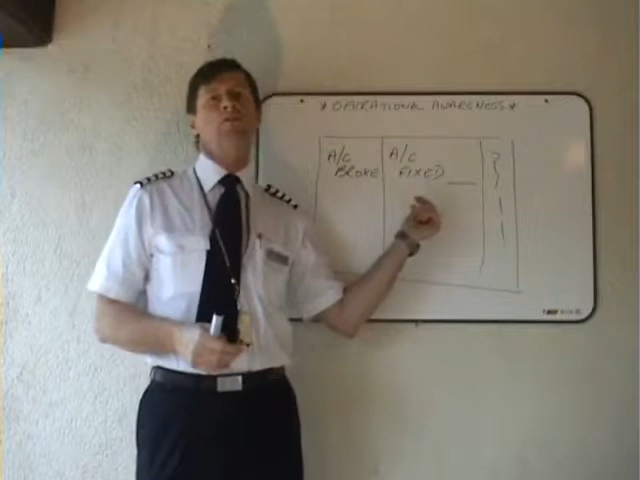 * OPERATIONAL AWARENESS *
A/C
BROKE
A/C
FIXED